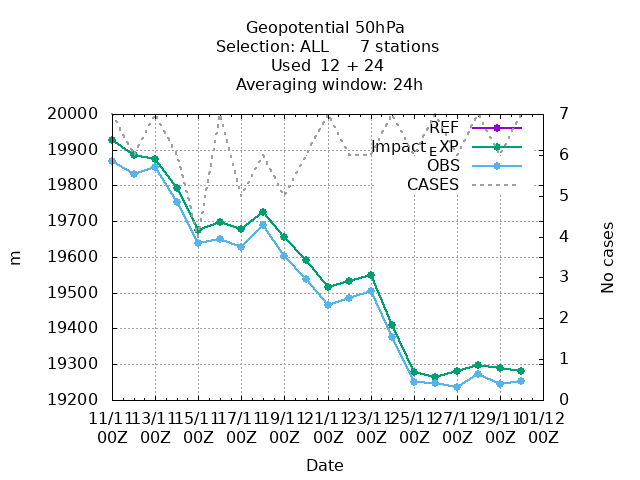 Geopotential 50hPa
Selection: ALL 7 stations
Used 12 + 24
Averaging window: 24h
20000
19900
19800
19700
19600
19500
19400
19300
19200
m
7
6
5
4
3
2
1
0
No cases
REF
Impact_EXP
OBS
CASES
11/11 13/11 15/11 17/11 19/11 21/11 23/11 25/11 27/11 29/11 01/12
00Z 00Z 00Z 00Z 00Z 00Z 00Z 00Z 00Z 00Z 00Z
Date